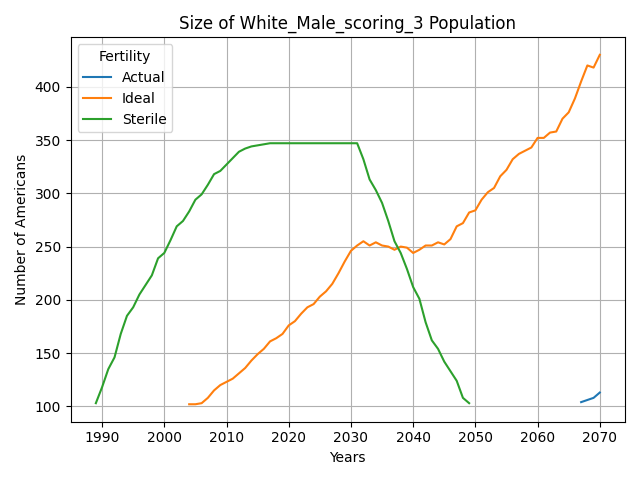 Size of White_Male_scoring_3 Population
Fertility
Actual
Ideal
Sterile
Number of Americans
400
350
300
250
200
150
100
1990 2000 2010 2020 2030 2040 2050 2060 2070
Years